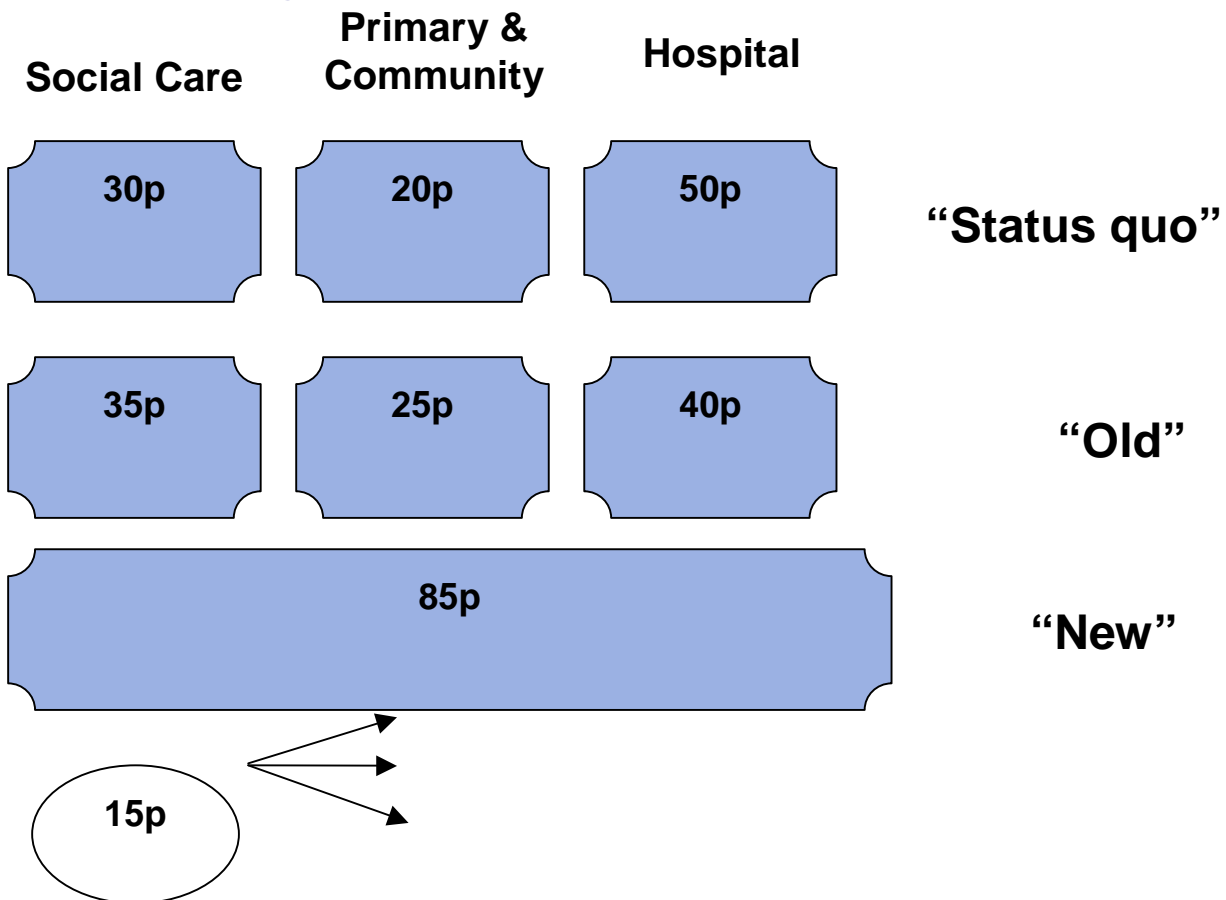 Social Care
Primary &
Community
Hospital
30p 20p 50p
“Status quo”
35p 25p 40p
“Old”
85p
“New”
15p